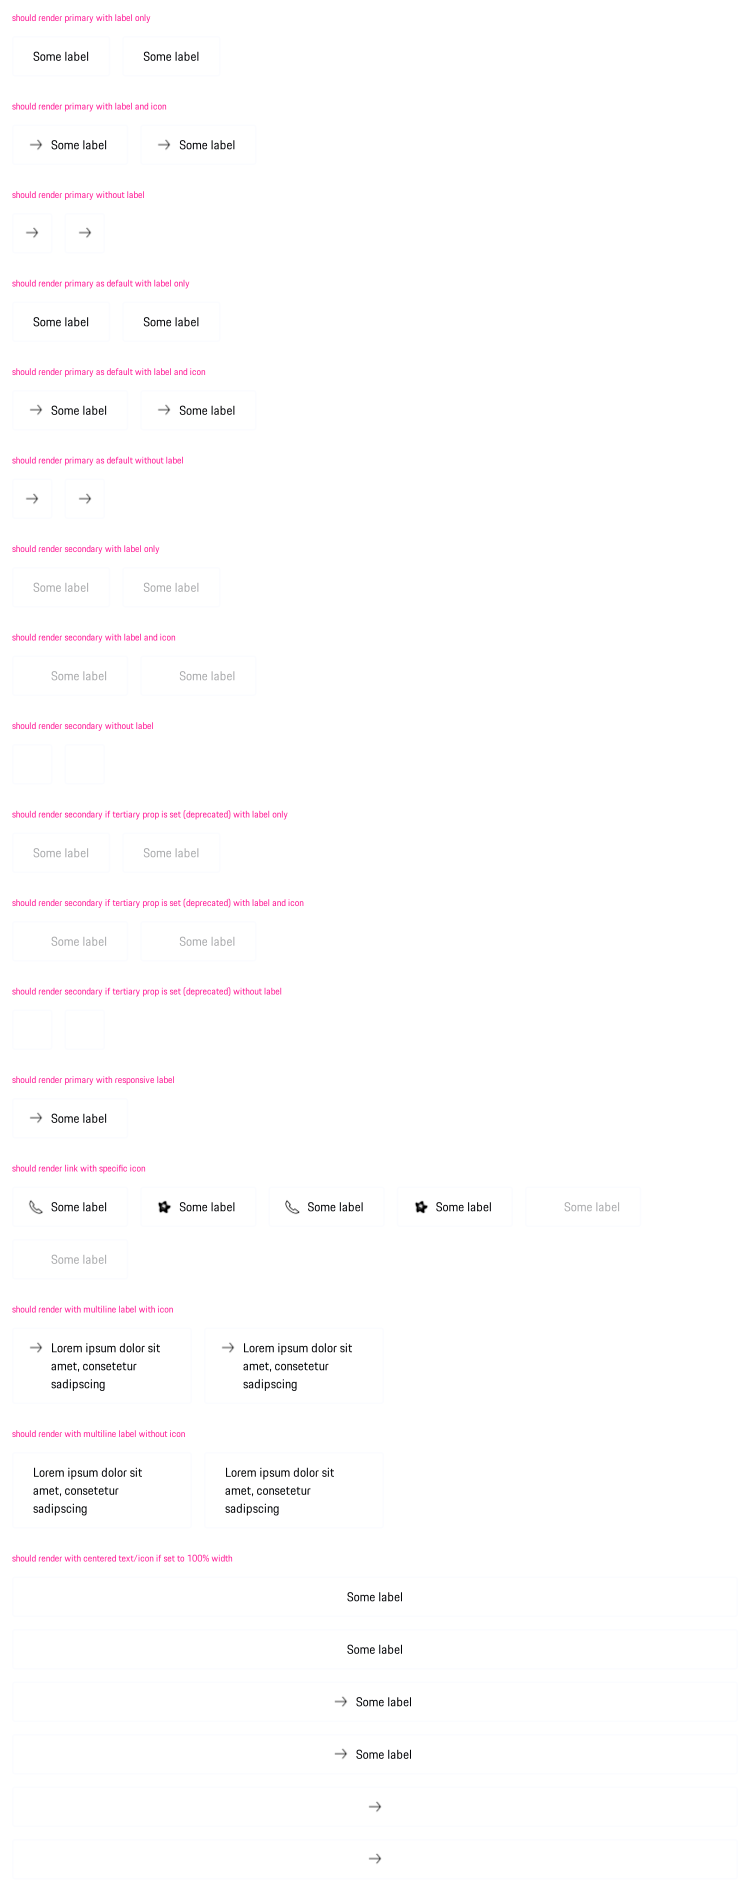 should render primary with label only
Some label Some label
should render primary with label and icon
Some label Some label
should render primary without label
should render primary as default with label only
Some label Some label
should render primary as default with label and icon
Some label Some label
should render primary as default without label
should render secondary with label only
Some label Some label
should render secondary with label and icon
Some label Some label
should render secondary without label
should render secondary if tertiary prop is set (deprecated) with label only
Some label Some label
should render secondary if tertiary prop is set (deprecated) with label and icon
Some label Some label
should render secondary if tertiary prop is set (deprecated) without label
should render primary with responsive label
Some label
should render link with specific icon
Some label Some label Some label Some label Some label
Some label
should render with multiline label with icon
Lorem ipsum dolor sit
amet, consetetur
sadipscing
Lorem ipsum dolor sit
amet, consetetur
sadipscing
should render with multiline label without icon
Lorem ipsum dolor sit
amet, consetetur
sadipscing
Lorem ipsum dolor sit
amet, consetetur
sadipscing
should render with centered text/icon if set to 100% width
Some label
Some label
Some label
Some label